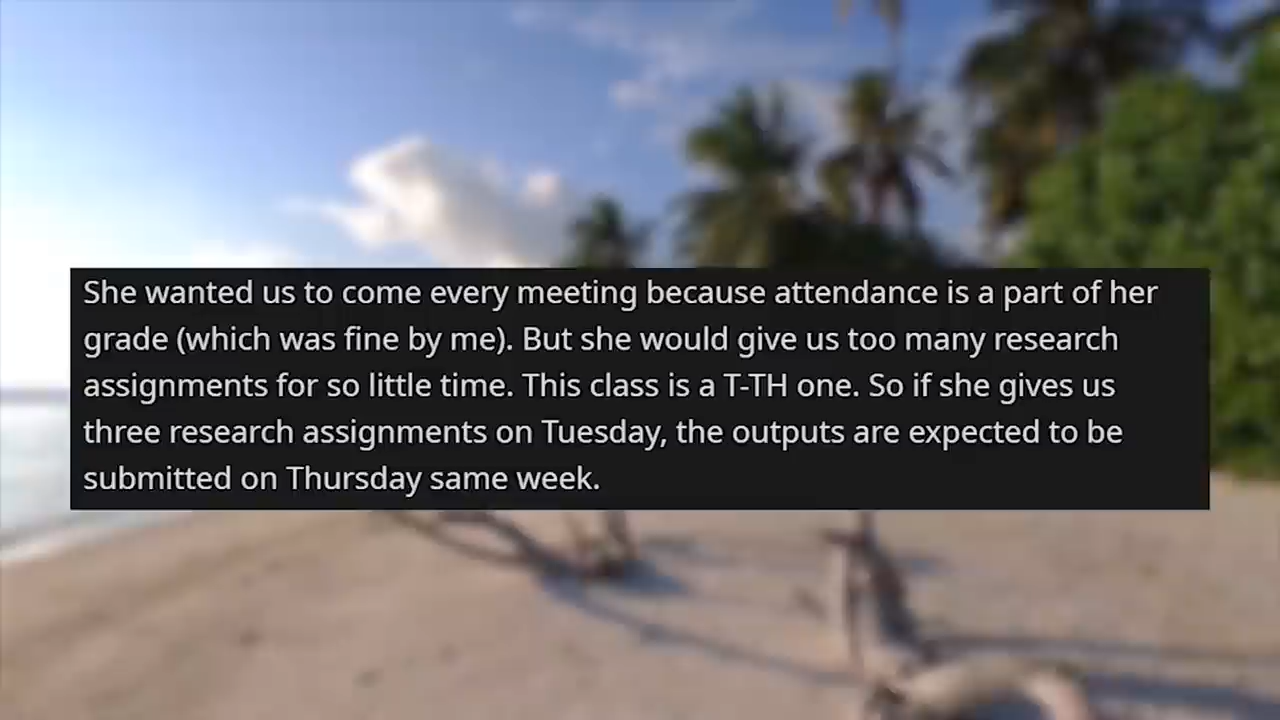 She wanted us to come every meeting because attendance is a part of her
grade (which was fine by me). But she would give us too many research
assignments for so little time. This class is a T-TH one. So if she gives us
three research assignments on Tuesday, the outputs are expected to be
submitted on Thursday same week.